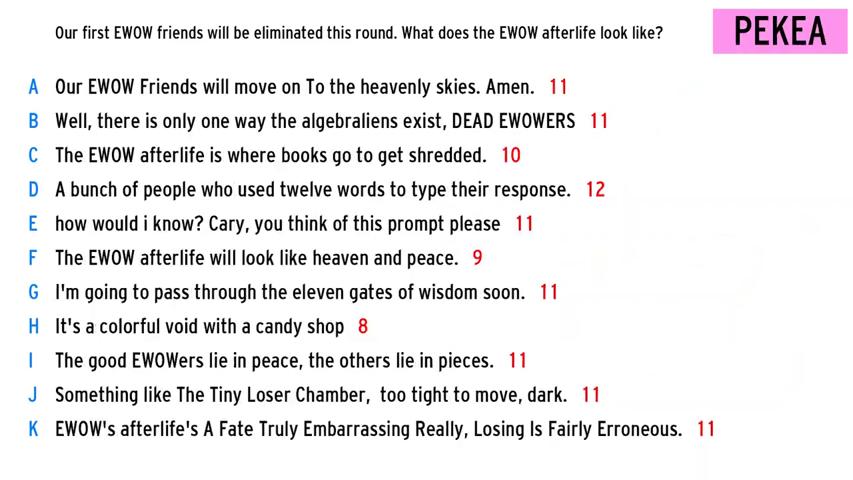 Our first EWOW friends will be eliminated this round. What does the EWOW afterlife look like?
PEKEA
A Our EWOW Friends will move on To the heavenly skies. Amen. 11
B Well, there is only one way the algebraliens exist, DEAD EWOWERS 11
C The EWOW afterlife is where books go to get shredded. 10
D A bunch of people who used twelve words to type their response. 12
E how would i know? Cary, you think of this prompt please 11
F The EWOW afterlife will look like heaven and peace. 9
G I'm going to pass through the eleven gates of wisdom soon. 11
H It's a colorful void with a candy shop 8
I The good EWOWers lie in peace, the others lie in pieces. 11
J Something like The Tiny Loser Chamber,  too tight to move, dark. 11
K EWOW's afterlife's A Fate Truly Embarrassing Really, Losing Is Fairly Erroneous. 11